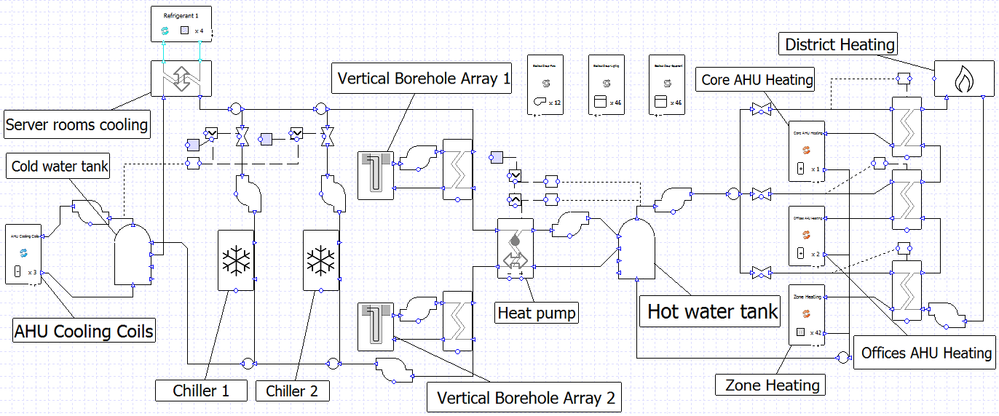 Refrigerant 1
x 4
District Heating
Vertical Borehole Array 1
x 12
x 46
x 46
Core AHU Heating
Server rooms cooling
Core AHU Heating
x 1
Cold water tank
AHU Cooling Coils
x 3
Offices AHU Heating
x 2
Heat pump
Hot water tank
Zone Heating
x 42
AHU Cooling Coils
Offices AHU Heating
Chiller 1
Chiller 2
Vertical Borehole Array 2
Zone Heating